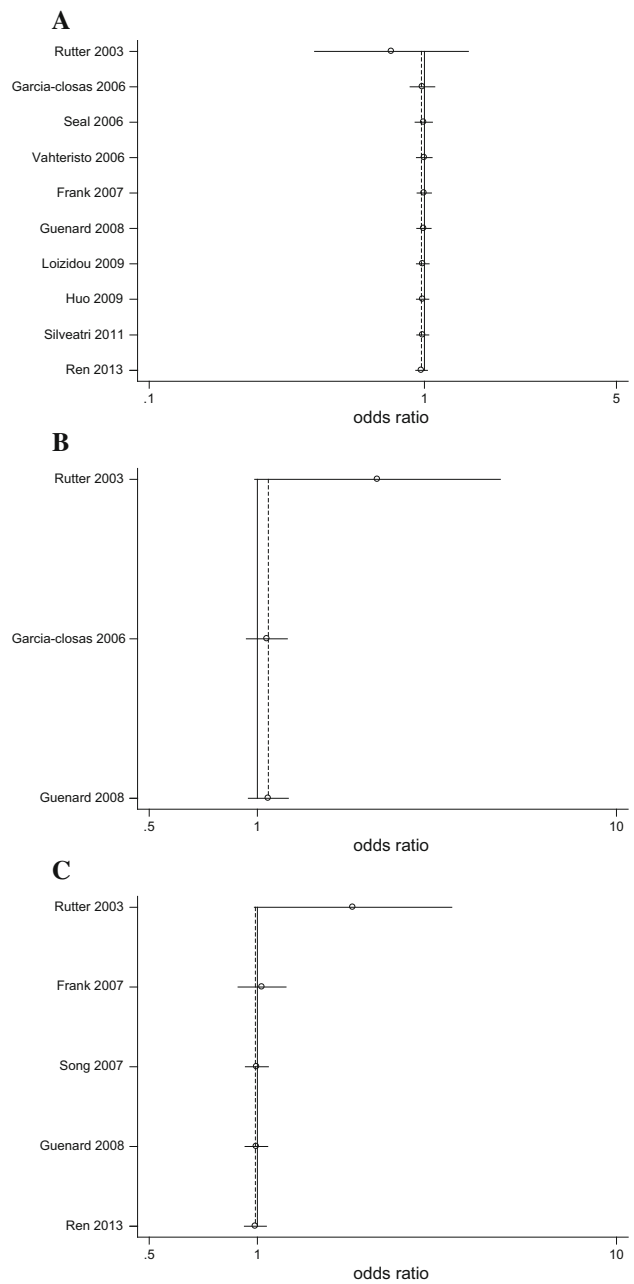 A
Rutter 2003
Garcia-closas 2006
Seal 2006
Vahteristo 2006
Frank 2007
Guenard 2008
Loizidou 2009
Huo 2009
Silveatri 2011
Ren 2013
.1 1 5
odds ratio
B
Rutter 2003
Garcia-closas 2006
Guenard 2008
.5 1 10
odds ratio
C
Rutter 2003
Frank 2007
Song 2007
Guenard 2008
Ren 2013
.5 1 10
odds ratio